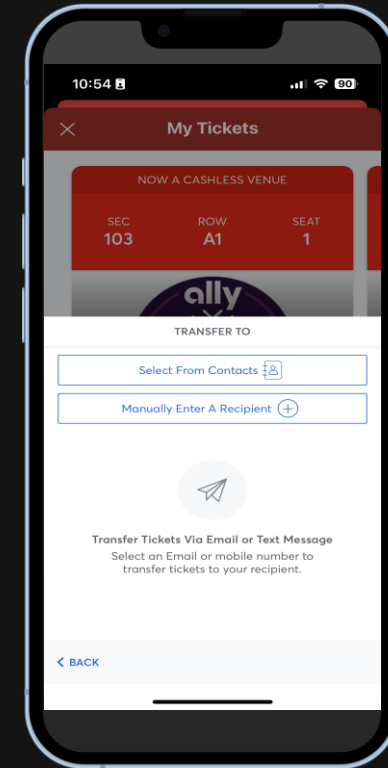 10:54
90
My Tickets
NOW A CASHLESS VENUE
SEC ROW SEAT
103 A1 1
ally
TRANSFER TO
Select From Contacts
Manually Enter A Recipient
Transfer Tickets Via Email or Text Message
Select an Email or mobile number to
transfer tickets to your recipient.
BACK